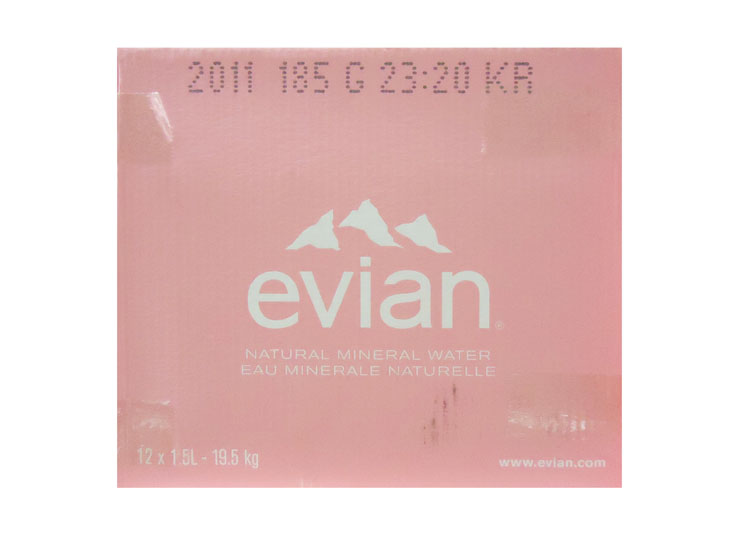 2011 185 G 23:20 KR
evian®
NATURAL MINERAL WATER
EAU MINERALE NATURELLE
12 x 1.5L - 19.5 kg
www.evian.com